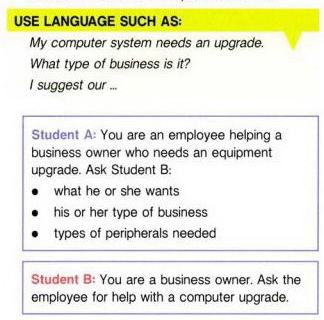 USE LANGUAGE SUCH AS:
My computer system needs an upgrade.
What type of business is it?
I suggest our ...
Student A: You are an employee helping a
business owner who needs an equipment
upgrade. Ask Student B:
• what he or she wants
• his or her type of business
• types of peripherals needed
Student B: You are a business owner. Ask the
employee for help with a computer upgrade.